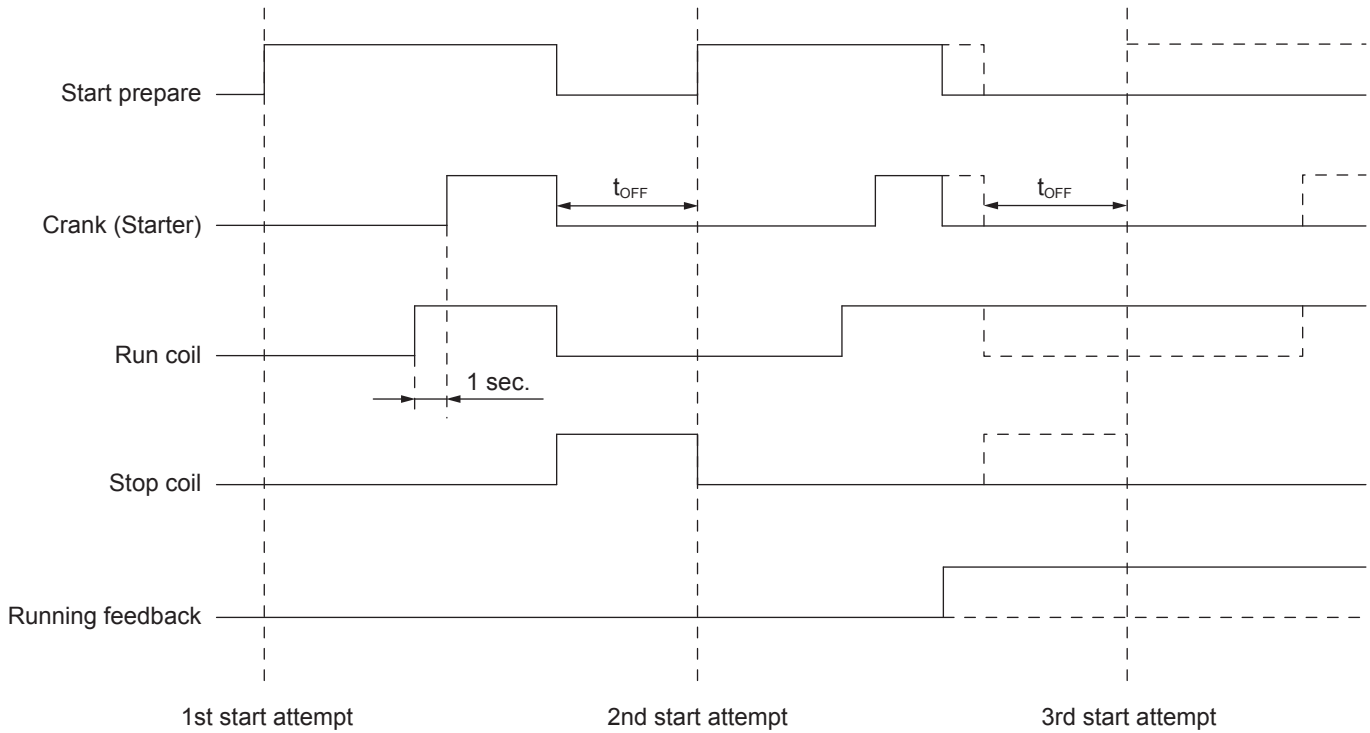 Start prepare
Crank (Starter)
tOFF
tOFF
Run coil
1 sec.
Stop coil
Running feedback
1st start attempt
2nd start attempt
3rd start attempt